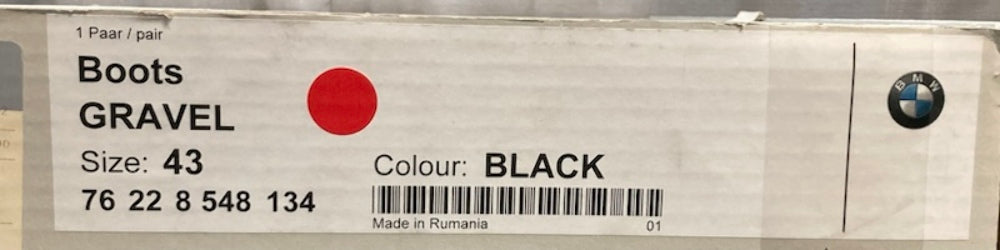 1 Paar / pair
Boots
GRAVEL
Size: 43
Colour: BLACK
76 22 8 548 134
Made in Rumania
01
BMW